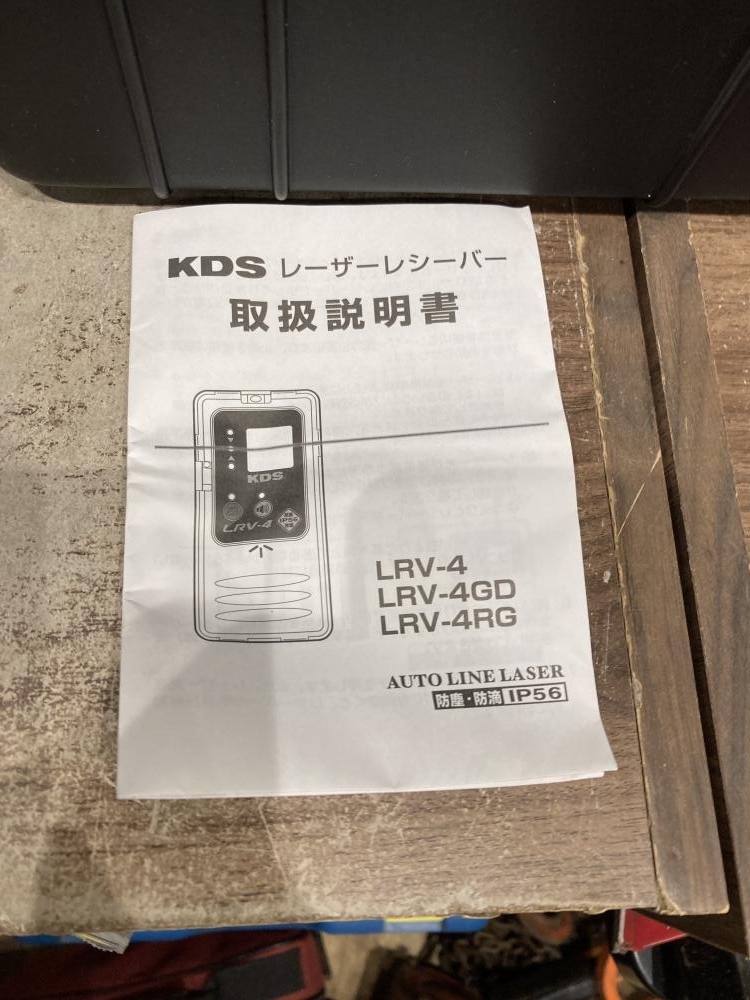 KDS レーザーレシーバー
取扱説明書
KDS
LRV-4
IP56
LRV-4
LRV-4GD
LRV-4RG
AUTO LINE LASER
防塵・防滴 IP56